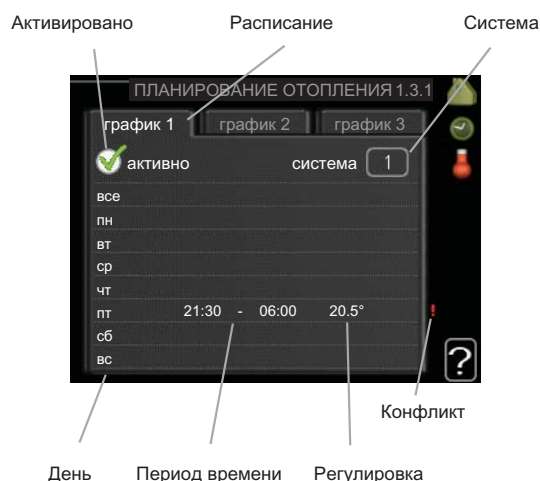 Активировано Расписание Система
ПЛАНИРОВАНИЕ ОТОПЛЕНИЯ 1.3.1
график 1 график 2 график 3
активно система 1
все
пн
вт
ср
чт
пт 21:30 - 06:00 20.5° !
сб
вс
?
Конфликт
День Период времени Регулировка